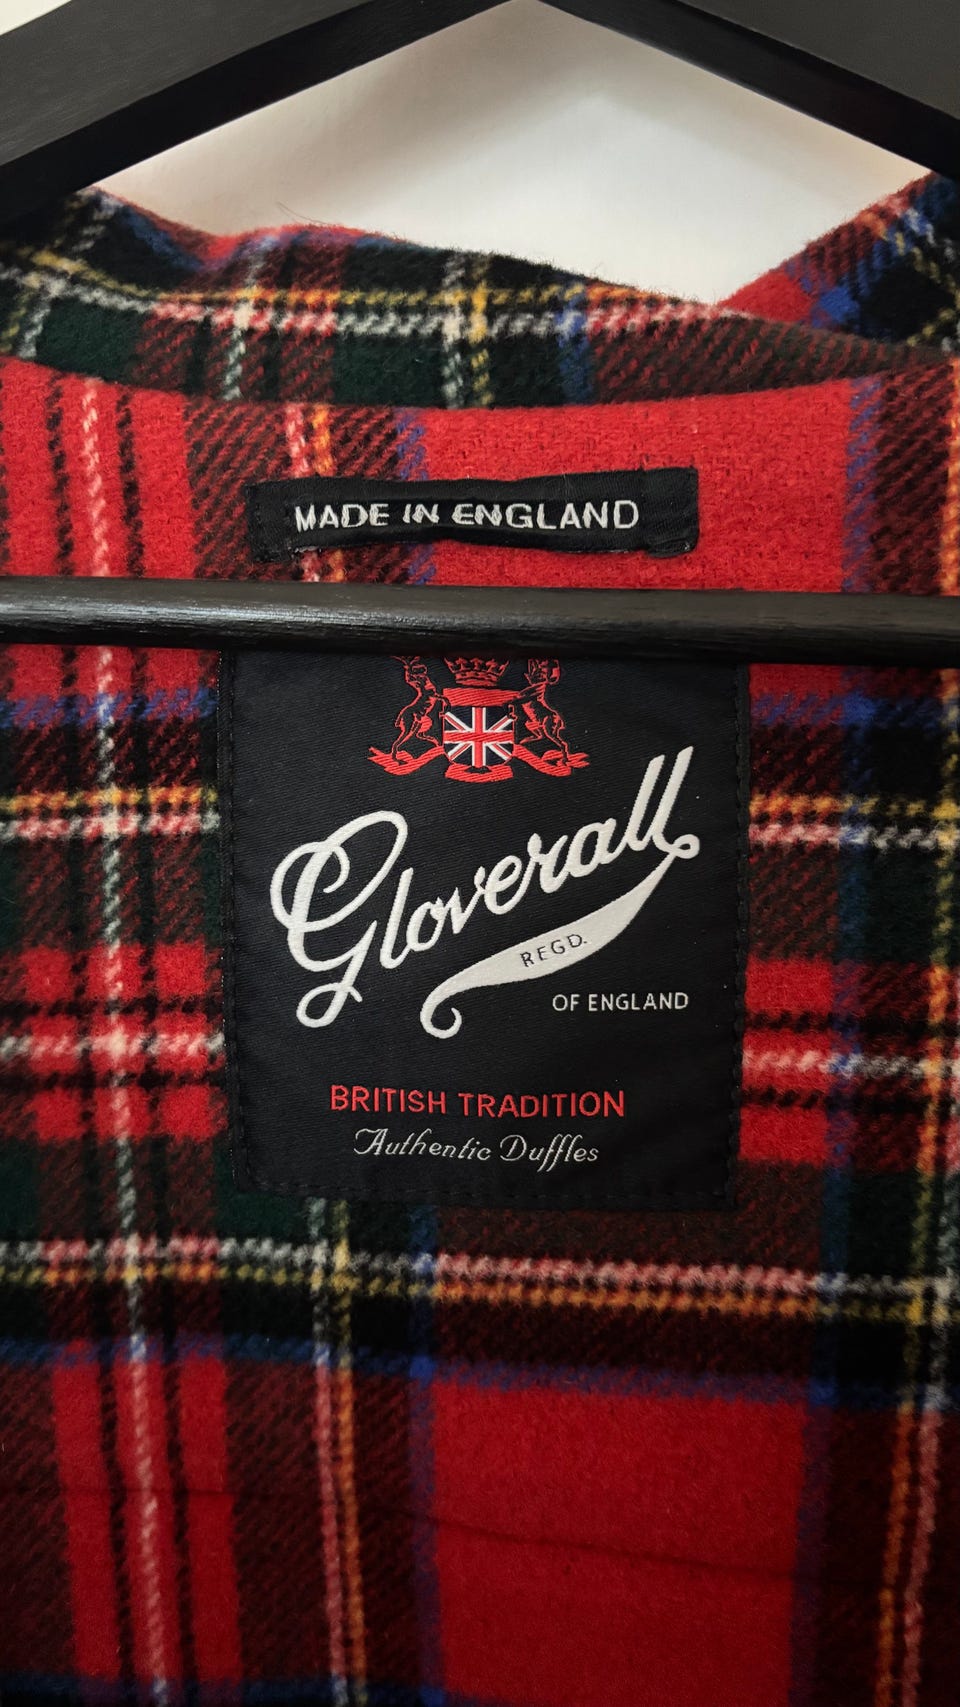 MADE IN ENGLAND
Gloverall
REGD.
OF ENGLAND
BRITISH TRADITION
Authentic Duffles